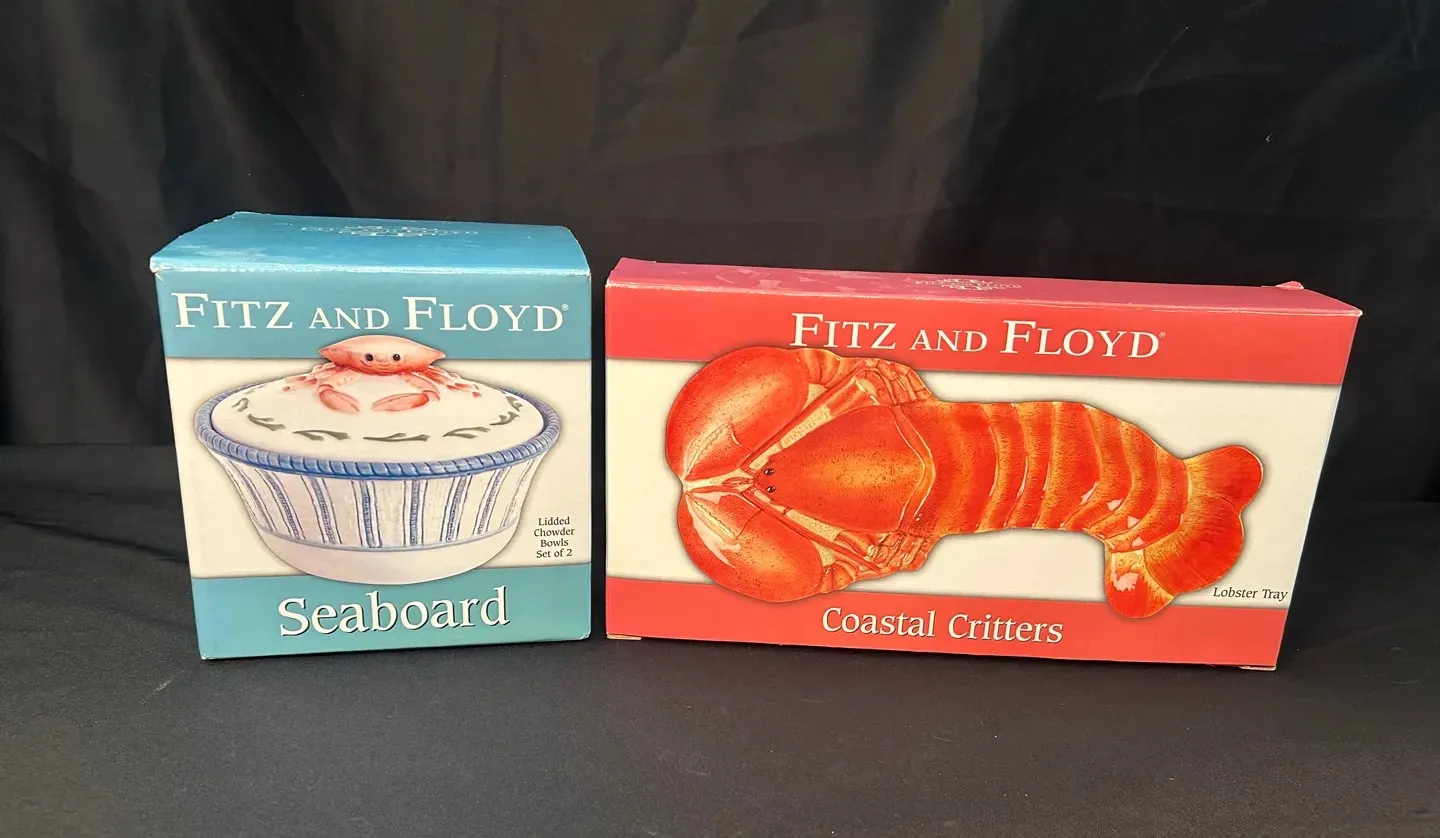 FITZ AND FLOYD®
Lidded
Chowder
Bowls
Set of 2
Seaboard
FITZ AND FLOYD®
Lobster Tray
Coastal Critters